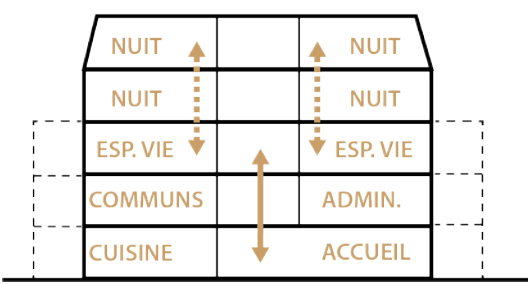 NUIT NUIT
NUIT NUIT
ESP. VIE ESP. VIE
COMMUNS ADMIN.
CUISINE ACCUEIL